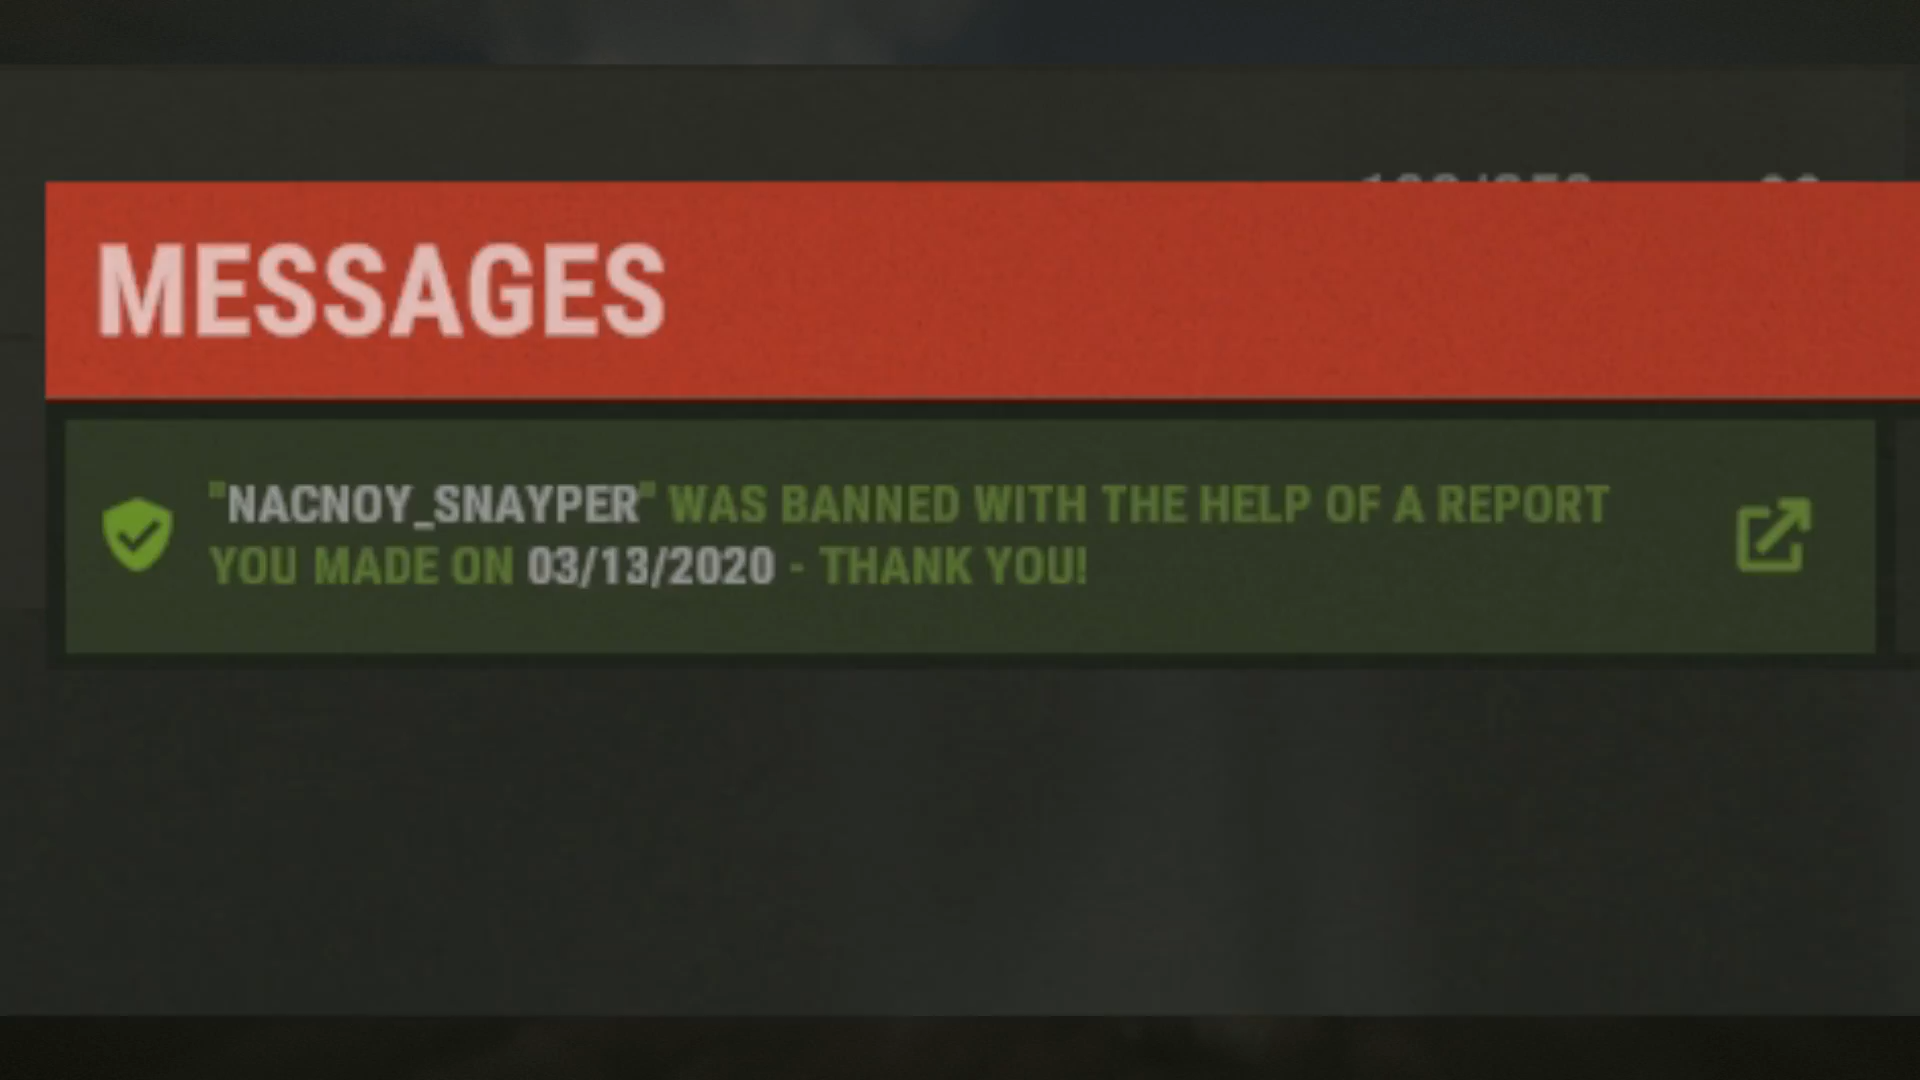 MESSAGES
"NACNOY_SNAYPER" WAS BANNED WITH THE HELP OF A REPORT
YOU MADE ON 03/13/2020 - THANK YOU!